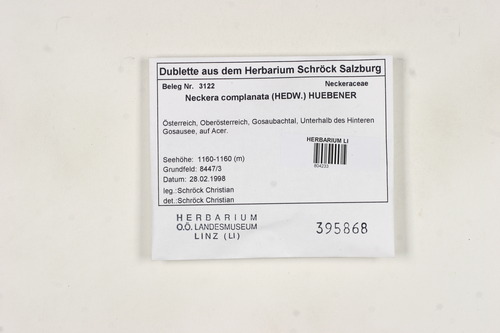 Dublette aus dem Herbarium Schröck Salzburg
Beleg Nr. 3122 Neckeraceae
Neckera complanata (HEDW.) HUEBENER
Österreich, Oberösterreich, Gosaubachtal, Unterhalb des Hinteren
Gosausee, auf Acer.
HERBARIUM LI
804233
Seehöhe: 1160-1160 (m)
Grundfeld: 8447/3
Datum: 28.02.1998
leg.:Schröck Christian
det.:Schröck Christian
HERBARIUM
O.Ö. LANDESMUSEUM
LINZ (LI)
395868